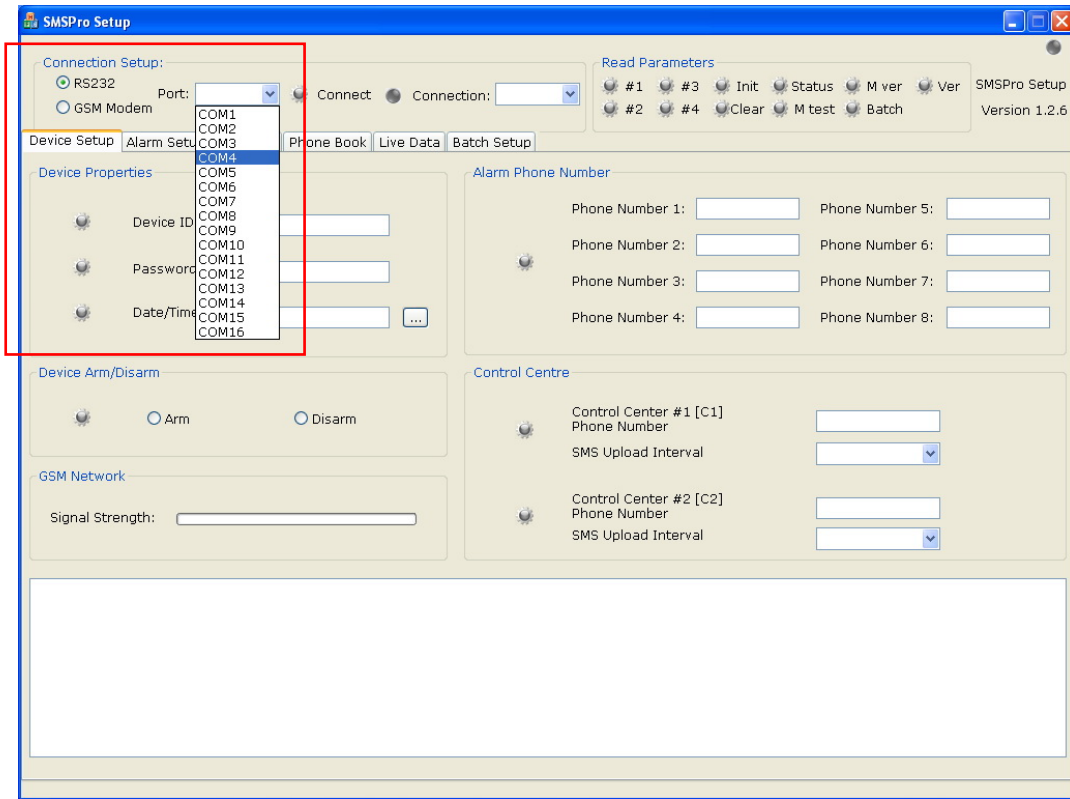 SMSPro Setup
Connection Setup:
RS232
GSM Modem
Port:
Connect
Connection:
COM1
COM2
COM3
COM4
COM5
COM6
COM7
COM8
COM9
COM10
COM11
COM12
COM13
COM14
COM15
COM16
Read Parameters
#1 #3 Init Status M ver Ver
#2 #4 Clear M test Batch
SMSPro Setup
Version 1.2.6
Device Setup Alarm Setu Phone Book Live Data Batch Setup
Device Properties
Device ID
Password
Date/Time
...
Alarm Phone Number
Phone Number 1: Phone Number 5:
Phone Number 2: Phone Number 6:
Phone Number 3: Phone Number 7:
Phone Number 4: Phone Number 8:
Device Arm/Disarm
Arm Disarm
GSM Network
Signal Strength:
Control Centre
Control Center #1 [C1]
Phone Number
SMS Upload Interval
Control Center #2 [C2]
Phone Number
SMS Upload Interval